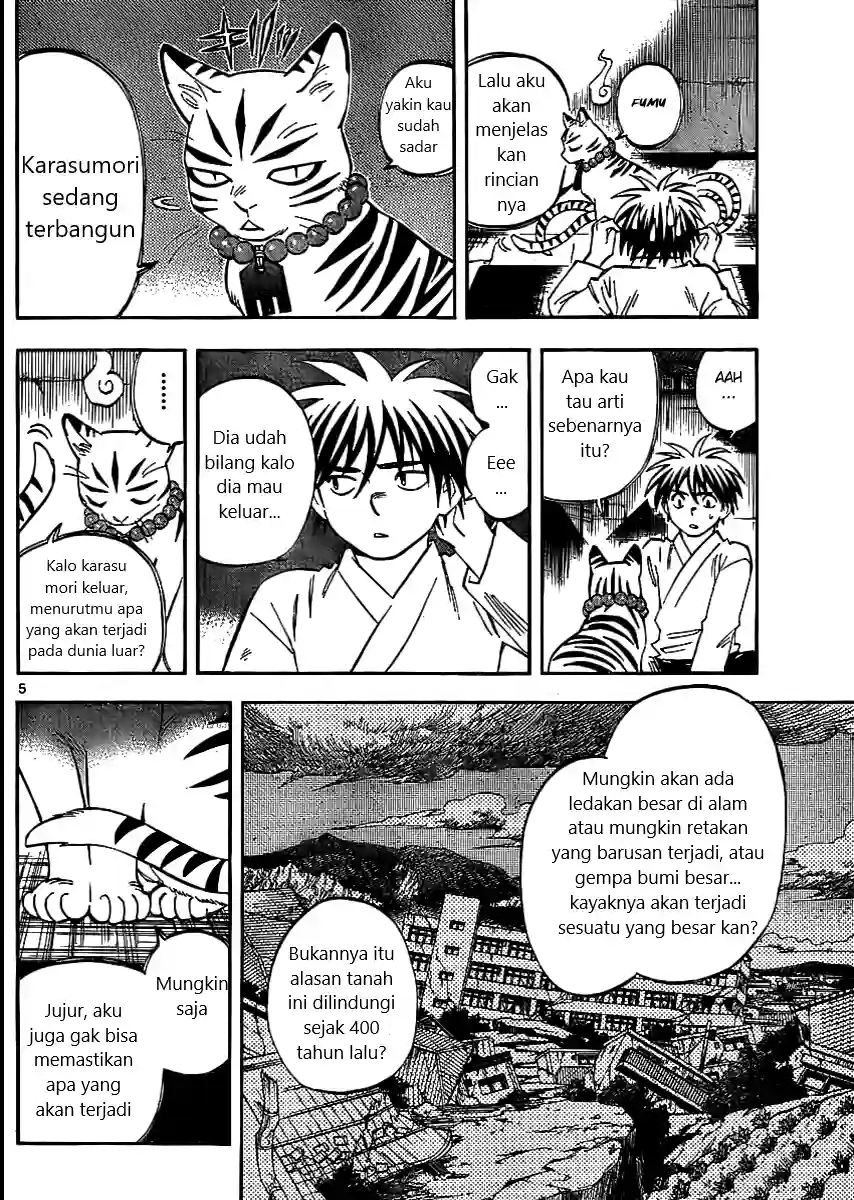 FUMU
Lalu aku
akan
menjelas
kan
rincian
nya
Aku
yakin kau
sudah
sadar
Karasumori
sedang
terbangun
AAH
...
Apa kau
tau arti
sebenarnya
itu?
Gak
...
Eee
...
Dia udah
bilang kalo
dia mau
keluar...
......
Kalo karasu
mori keluar,
menurutmu apa
yang akan terjadi
pada dunia luar?
5
Mungkin akan ada
ledakan besar di alam
atau mungkin retakan
yang barusan terjadi, atau
gempa bumi besar...
kayaknya akan terjadi
sesuatu yang besar kan?
Bukannya itu
alasan tanah
ini dilindungi
sejak 400
tahun lalu?
Mungkin
saja
Jujur, aku
juga gak bisa
memastikan
apa yang
akan terjadi